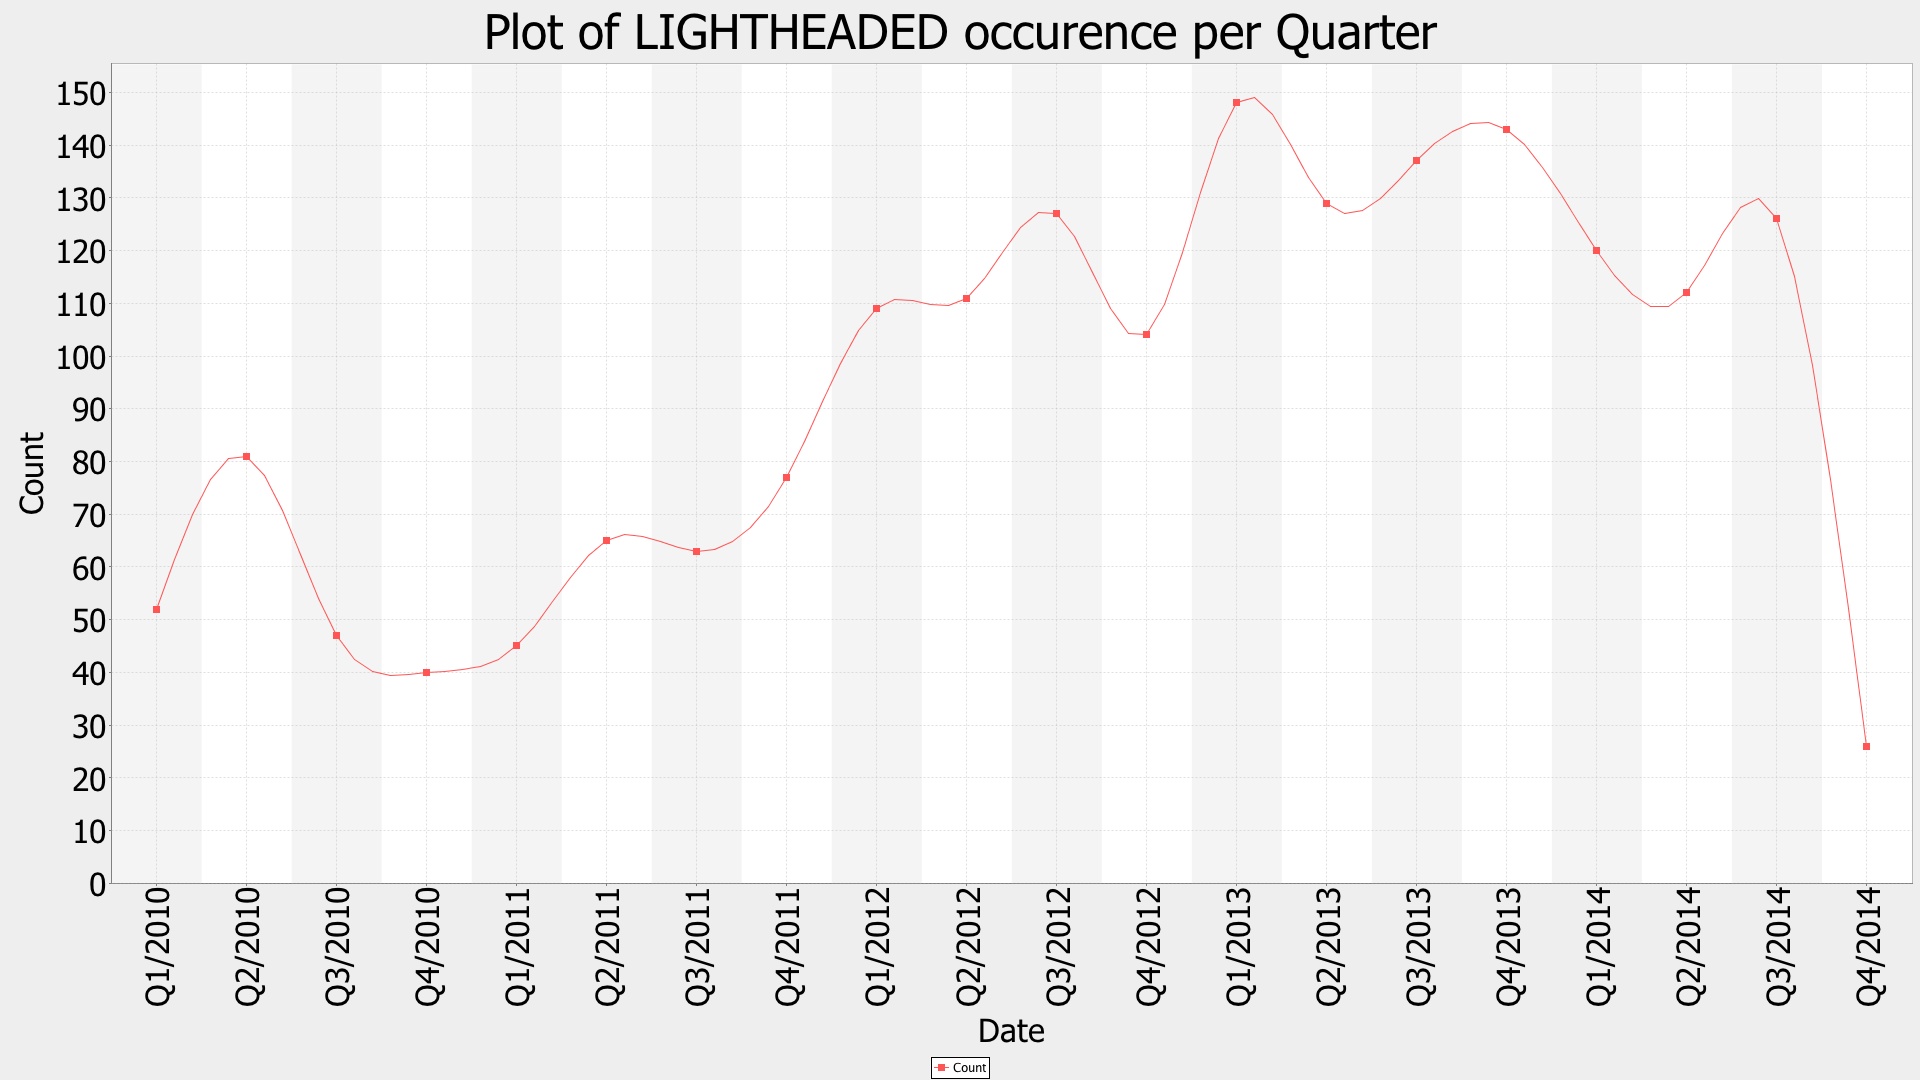 Plot of LIGHTHEADED occurence per Quarter
Count
150
140
130
120
110
100
90
80
70
60
50
40
30
20
10
0
Q1/2010
Q2/2010
Q3/2010
Q4/2010
Q1/2011
Q2/2011
Q3/2011
Q4/2011
Q1/2012
Q2/2012
Q3/2012
Q4/2012
Q1/2013
Q2/2013
Q3/2013
Q4/2013
Q1/2014
Q2/2014
Q3/2014
Q4/2014
Date
Count